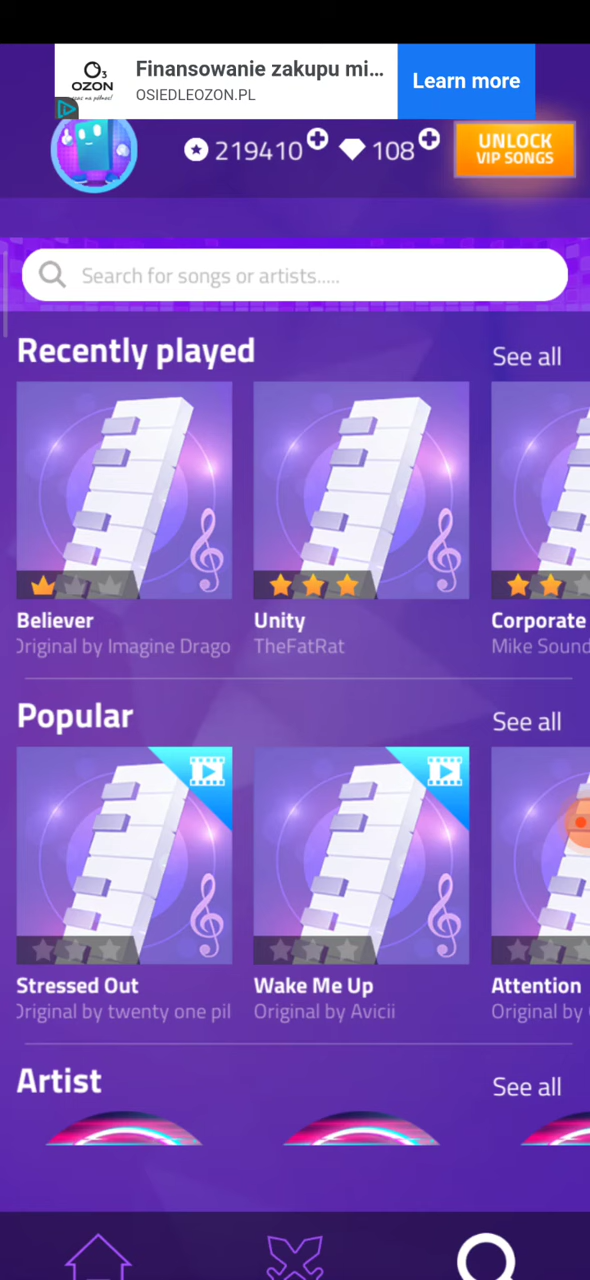 O3
OZON
Finansowanie zakupu mi...
OSIEDLEOZON.PL
Learn more
219410
108
UNLOCK
VIP SONGS
Search for songs or artists.....
Recently played
See all
Believer
Original by Imagine Drago
Unity
TheFatRat
Corporate
Mike Sound
Popular
See all
Stressed Out
Original by twenty one pil
Wake Me Up
Original by Avicii
Attention
Original by
Artist
See all